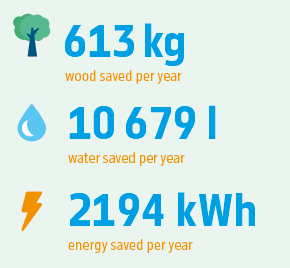 613 kg
wood saved per year
10 679 l
water saved per year
2194 kWh
energy saved per year